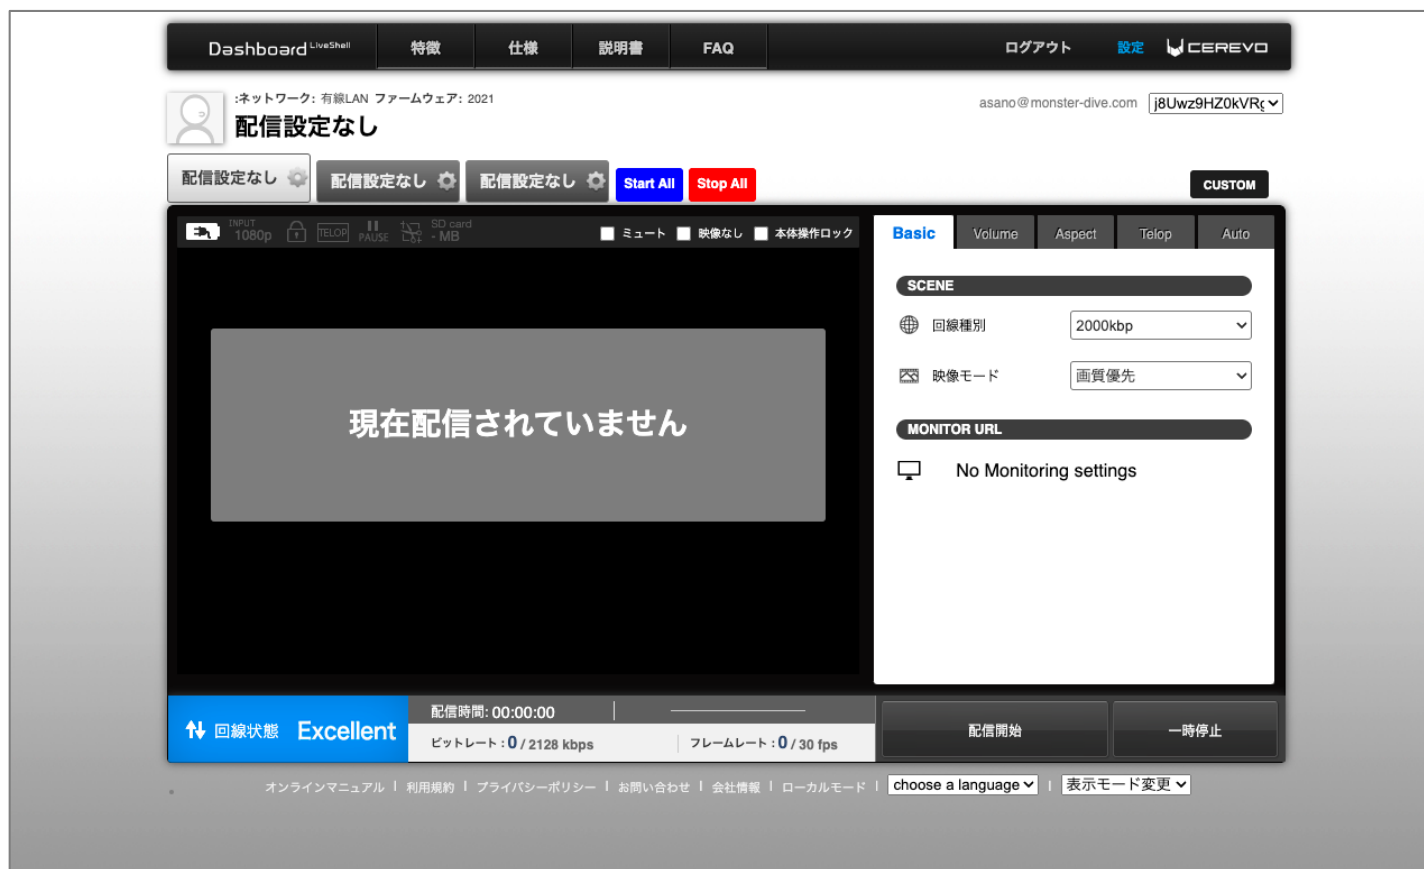 Dashboard LiveShell 特徴 仕様 説明書 FAQ ログアウト 設定 CEREVO
:ネットワーク: 有線LAN ファームウェア: 2021
asano@monster-dive.com j8Uwz9HZ0kVRg
配信設定なし
配信設定なし 配信設定なし 配信設定なし Start All Stop All CUSTOM
INPUT 1080p TELOP PAUSE SD card - MB ミュート 映像なし 本体操作ロック
Basic Volume Aspect Telop Auto
SCENE
回線種別 2000kbp
映像モード 画質優先
現在配信されていません
MONITOR URL
No Monitoring settings
回線状態 Excellent
配信時間: 00:00:00
ビットレート : 0 / 2128 kbps フレームレート : 0 / 30 fps
配信開始 一時停止
オンラインマニュアル | 利用規約 | プライバシーポリシー | お問い合わせ | 会社情報 | ローカルモード | choose a language | 表示モード変更